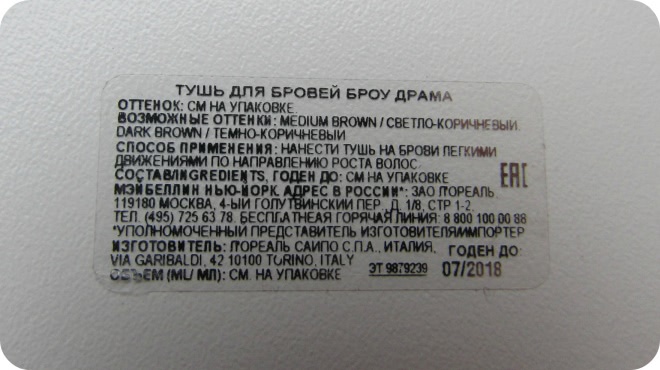 ТУШЬ ДЛЯ БРОВЕЙ БРОУ ДРАМА
ОТТЕНОК: СМ НА УПАКОВКЕ
ВОЗМОЖНЫЕ ОТТЕНКИ: MEDIUM BROWN / СВЕТЛО-КОРИЧНЕВЫЙ.
DARK BROWN / ТЕМНО-КОРИЧНЕВЫЙ
СПОСОБ ПРИМЕНЕНИЯ: НАНЕСТИ ТУШЬ НА БРОВИ ЛЕГКИМИ
ДВИЖЕНИЯМИ ПО НАПРАВЛЕНИЮ РОСТА ВОЛОС
СОСТАВ/INGREDIENTS, ГОДЕН ДО: СМ НА УПАКОВКЕ
EAC
МЭЙБЕЛЛИН НЬЮ-ЙОРК. АДРЕС В РОССИИ*: ЗАО ЛОРЕАЛЬ
119180 МОСКВА, 4-ЫЙ ГОЛУТВИНСКИЙ ПЕР, Д. 1/8, СТР 1-2,
ТЕЛ. (495) 725 63 78. БЕСПЛАТНЕАЯ ГОРЯЧАЯ ЛИНИЯ: 8 800 100 00 88
*УПОЛНОМОЧЕННЫЙ ПРЕДСТАВИТЕЛЬ ИЗГОТОВИТЕЛЯ/ИМПОРТЕР
ИЗГОТОВИТЕЛЬ: ЛОРЕАЛЬ САИПО С.П.А., ИТАЛИЯ,
VIA GARIBALDI, 42 10100 TORINO, ITALY
ОБЪЕМ (ML/ МЛ): СМ. НА УПАКОВКЕ
ЭТ 9879239
ГОДЕН ДО:
07/2018